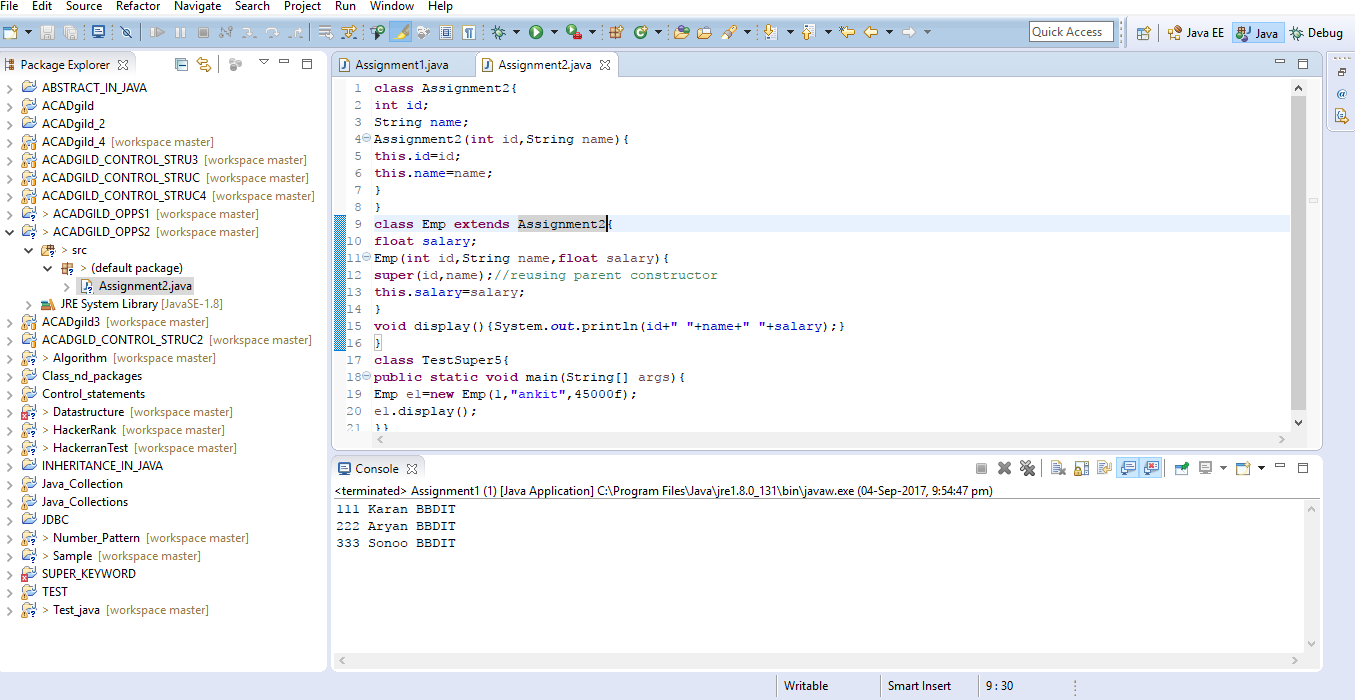 File Edit Source Refactor Navigate Search Project Run Window Help
Quick Access Java EE Java Debug
Package Explorer
ABSTRACT_IN_JAVA
ACADgild
ACADgild_2
ACADgild_4 [workspace master]
ACADGILD_CONTROL_STRU3 [workspace master]
ACADGILD_CONTROL_STRUC [workspace master]
ACADGILD_CONTROL_STRUC4 [workspace master]
> ACADGILD_OPPS1 [workspace master]
> ACADGILD_OPPS2 [workspace master]
> src
> (default package)
Assignment2.java
JRE System Library [JavaSE-1.8]
ACADgild3 [workspace master]
ACADGLD_CONTROL_STRUC2 [workspace master]
> Algorithm [workspace master]
Class_nd_packages
Control_statements
> Datastructure [workspace master]
> HackerRank [workspace master]
> HackerranTest [workspace master]
INHERITANCE_IN_JAVA
Java_Collection
Java_Collections
JDBC
> Number_Pattern [workspace master]
> Sample [workspace master]
SUPER_KEYWORD
TEST
> Test_java [workspace master]
Assignment1.java Assignment2.java
1 class Assignment2{
2 int id;
3 String name;
4 Assignment2(int id,String name){
5 this.id=id;
6 this.name=name;
7 }
8 }
9 class Emp extends Assignment2{
10 float salary;
11 Emp(int id,String name,float salary){
12 super(id,name);//reusing parent constructor
13 this.salary=salary;
14 }
15 void display(){System.out.println(id+" "+name+" "+salary);}
16 }
17 class TestSuper5{
18 public static void main(String[] args){
19 Emp e1=new Emp(1,"ankit",45000f);
20 e1.display();
21 }}
Console
<terminated> Assignment1 (1) [Java Application] C:\Program Files\Java\jre1.8.0_131\bin\javaw.exe (04-Sep-2017, 9:54:47 pm)
111 Karan BBDIT
222 Aryan BBDIT
333 Sonoo BBDIT
Writable Smart Insert 9 : 30